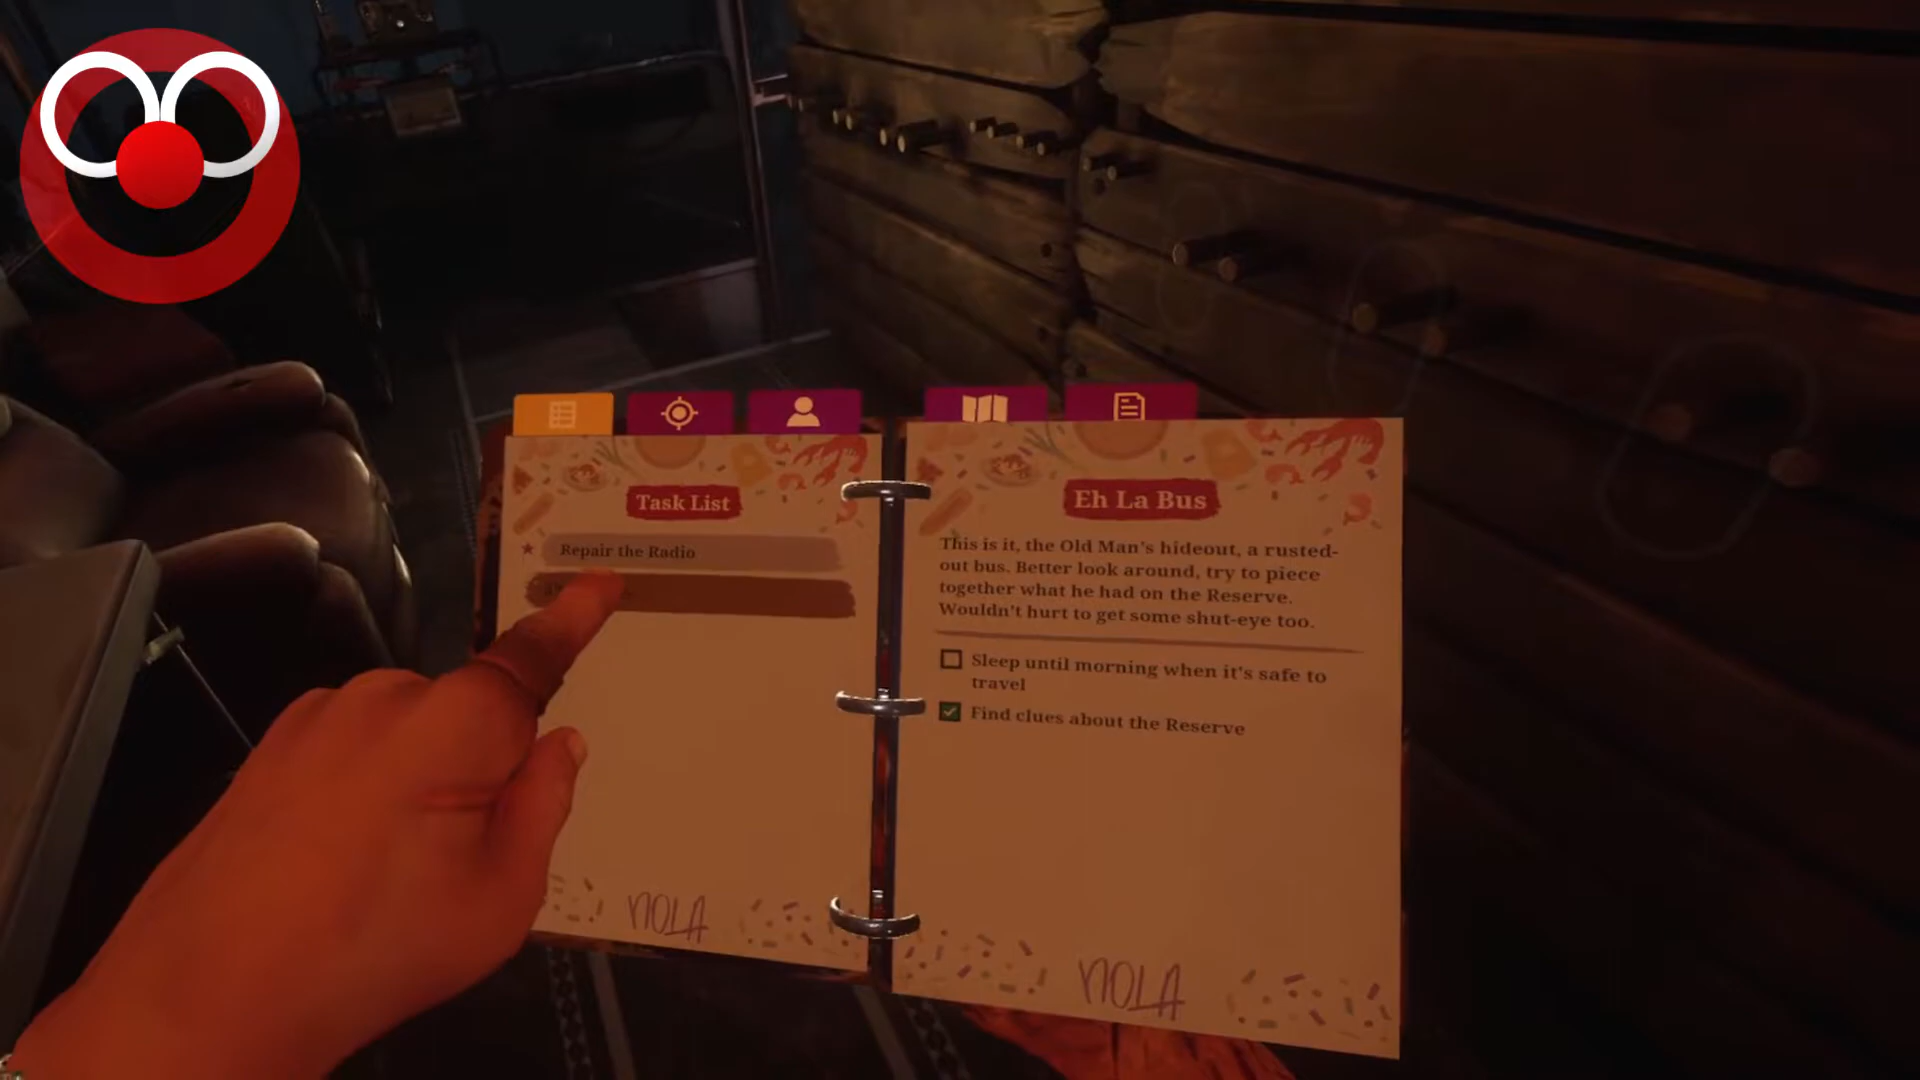 Task List
Repair the Radio
NOLA
Eh La Bus
This is it, the Old Man's hideout, a rusted-
out bus. Better look around, try to piece
together what he had on the Reserve.
Wouldn't hurt to get some shut-eye too.
Sleep until morning when it's safe to
travel
Find clues about the Reserve
NOLA